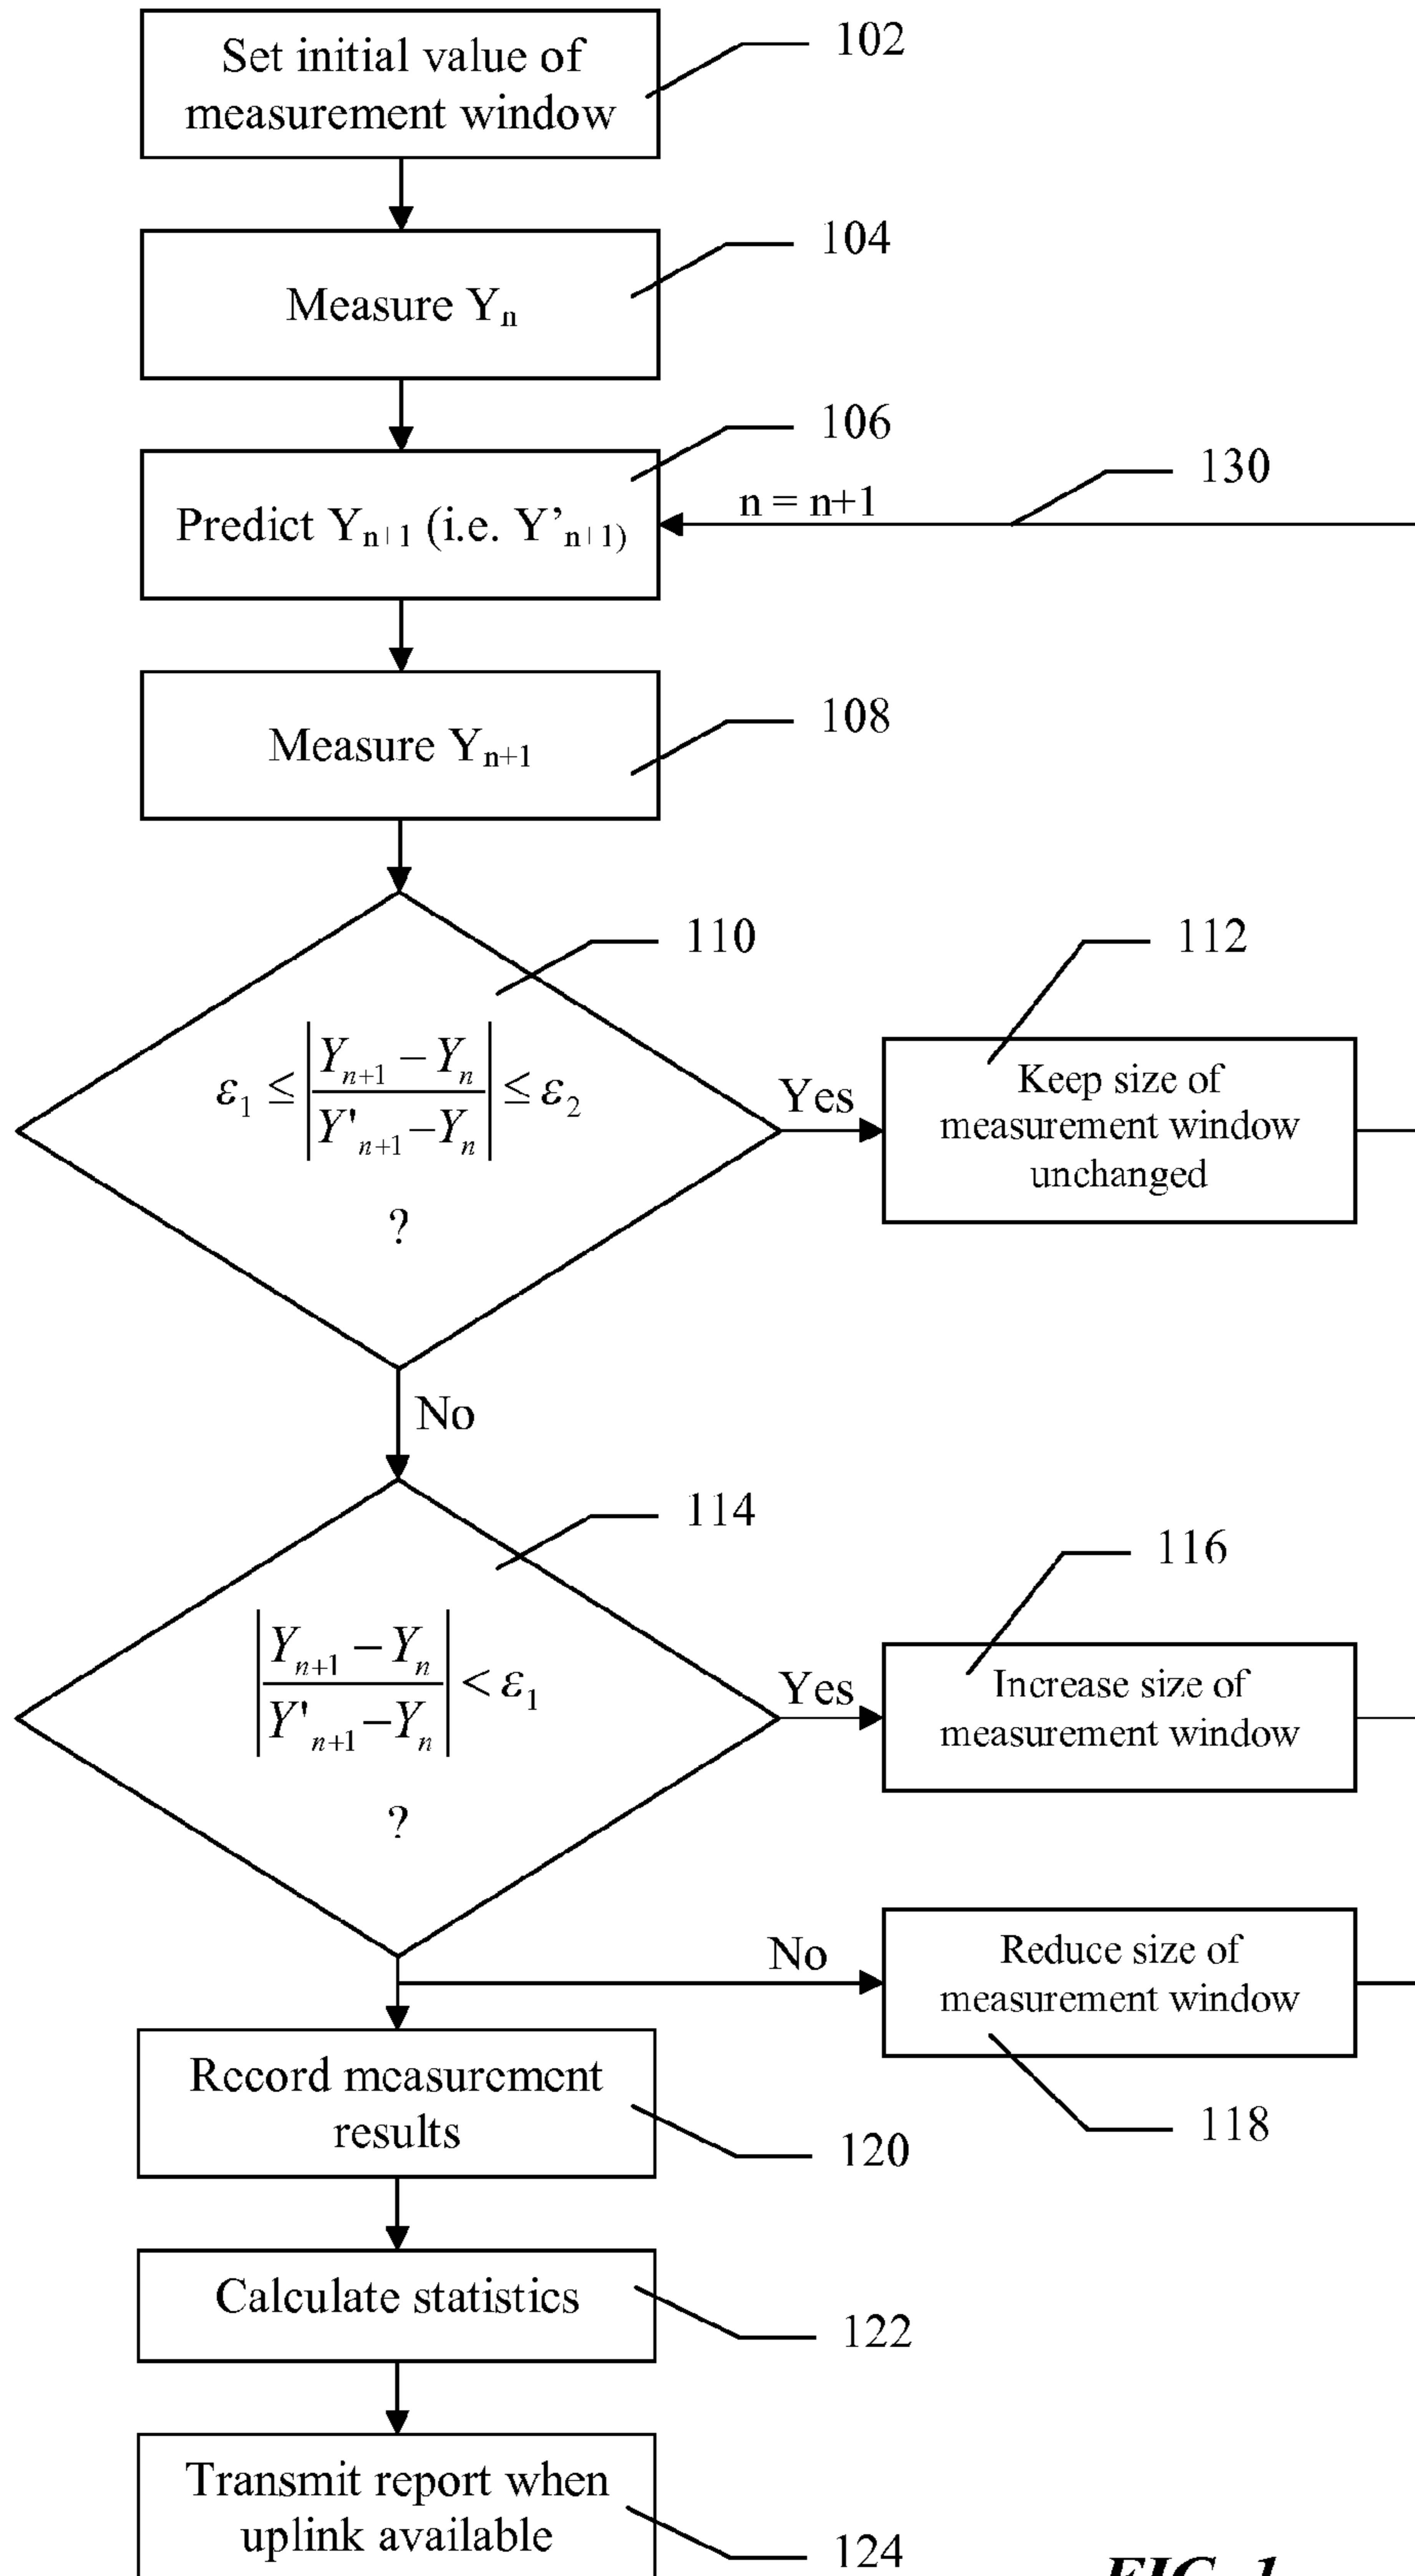 Set initial value of
measurement window
102
Measure Yₙ
104
106
Predict Yₙ₊₁ (i.e. Y’ₙ₊₁)
n = n+1
130
Measure Yₙ₊₁
108
110
ε₁ ≤ |(Yₙ₊₁ – Yₙ)/(Y'ₙ₊₁–Yₙ)| ≤ ε₂
?
Yes
112
Keep size of
measurement window
unchanged
No
114
|(Yₙ₊₁ – Yₙ)/(Y'ₙ₊₁–Yₙ)| < ε₁
?
Yes
116
Increase size of
measurement window
No
Reduce size of
measurement window
118
Record measurement
results
120
Calculate statistics
122
Transmit report when
uplink available
124
FIG. 1